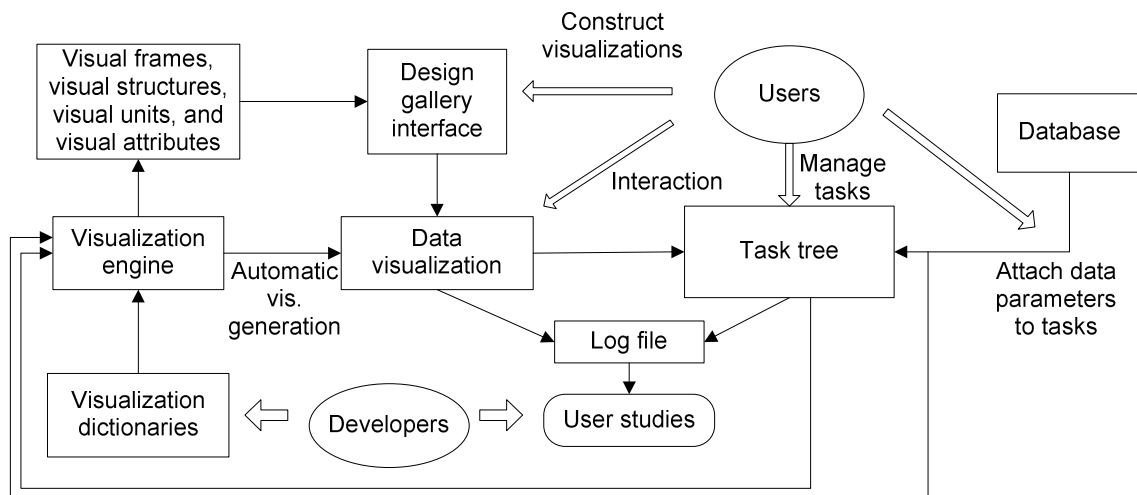 Construct
visualizations
Visual frames,
visual structures,
visual units, and
visual attributes
Design
gallery
interface
Users
Database
Interaction
Manage
tasks
Visualization
engine
Automatic
vis.
generation
Data
visualization
Task tree
Attach data
parameters
to tasks
Log file
Visualization
dictionaries
Developers
User studies